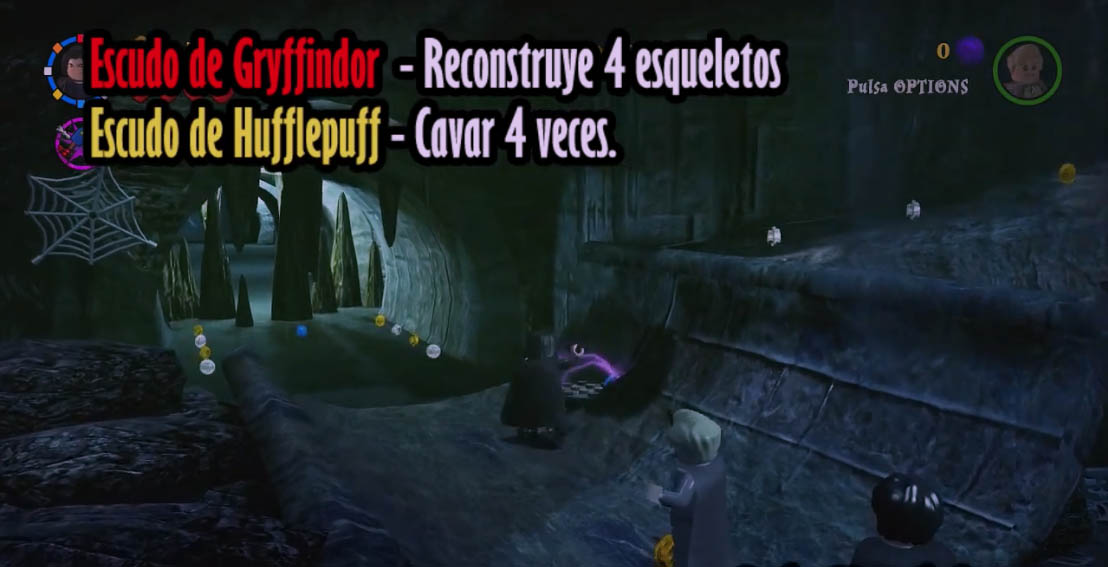 Escudo de Gryffindor - Reconstruye 4 esqueletos
Escudo de Hufflepuff - Cavar 4 veces.
0
Pulsa OPTIONS